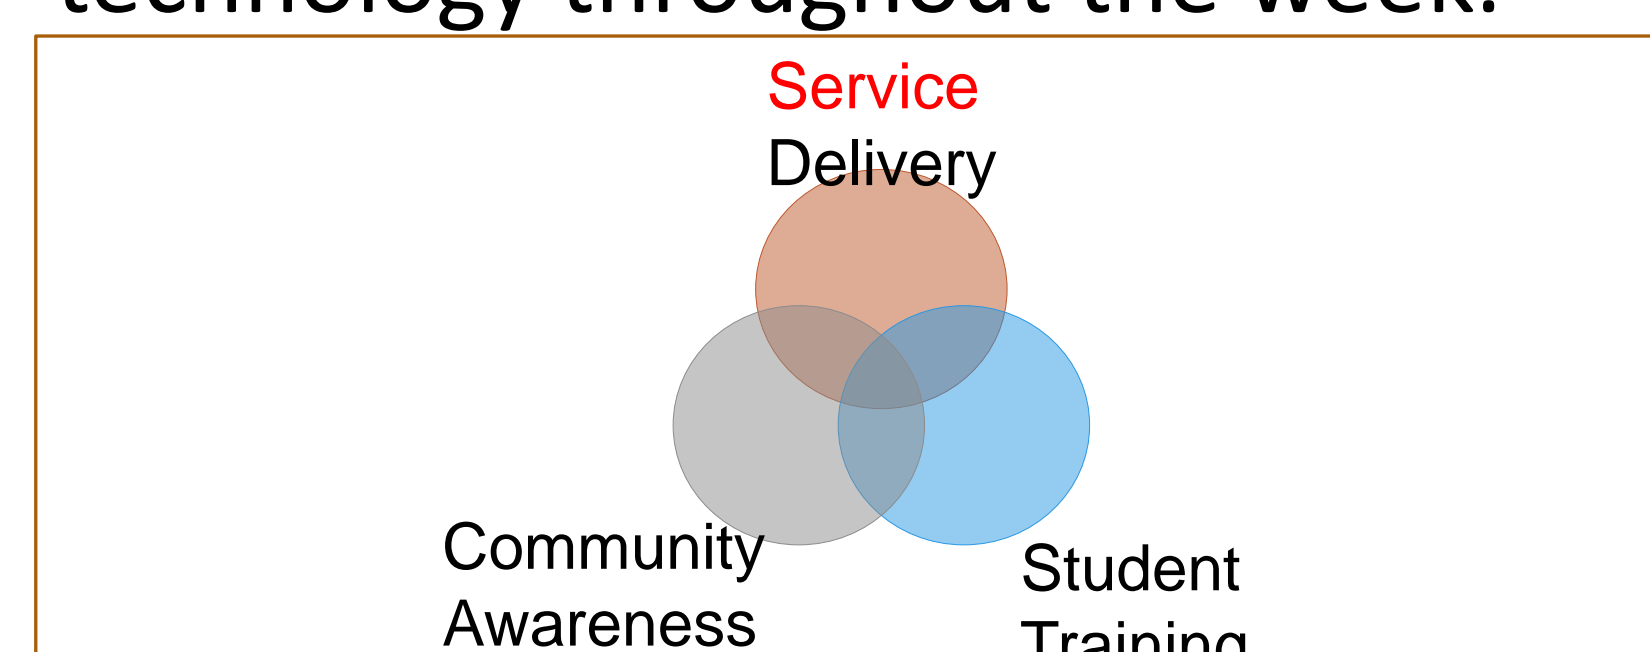 technology throughout the week.
Service
Delivery
Community
Awareness
Student
Training